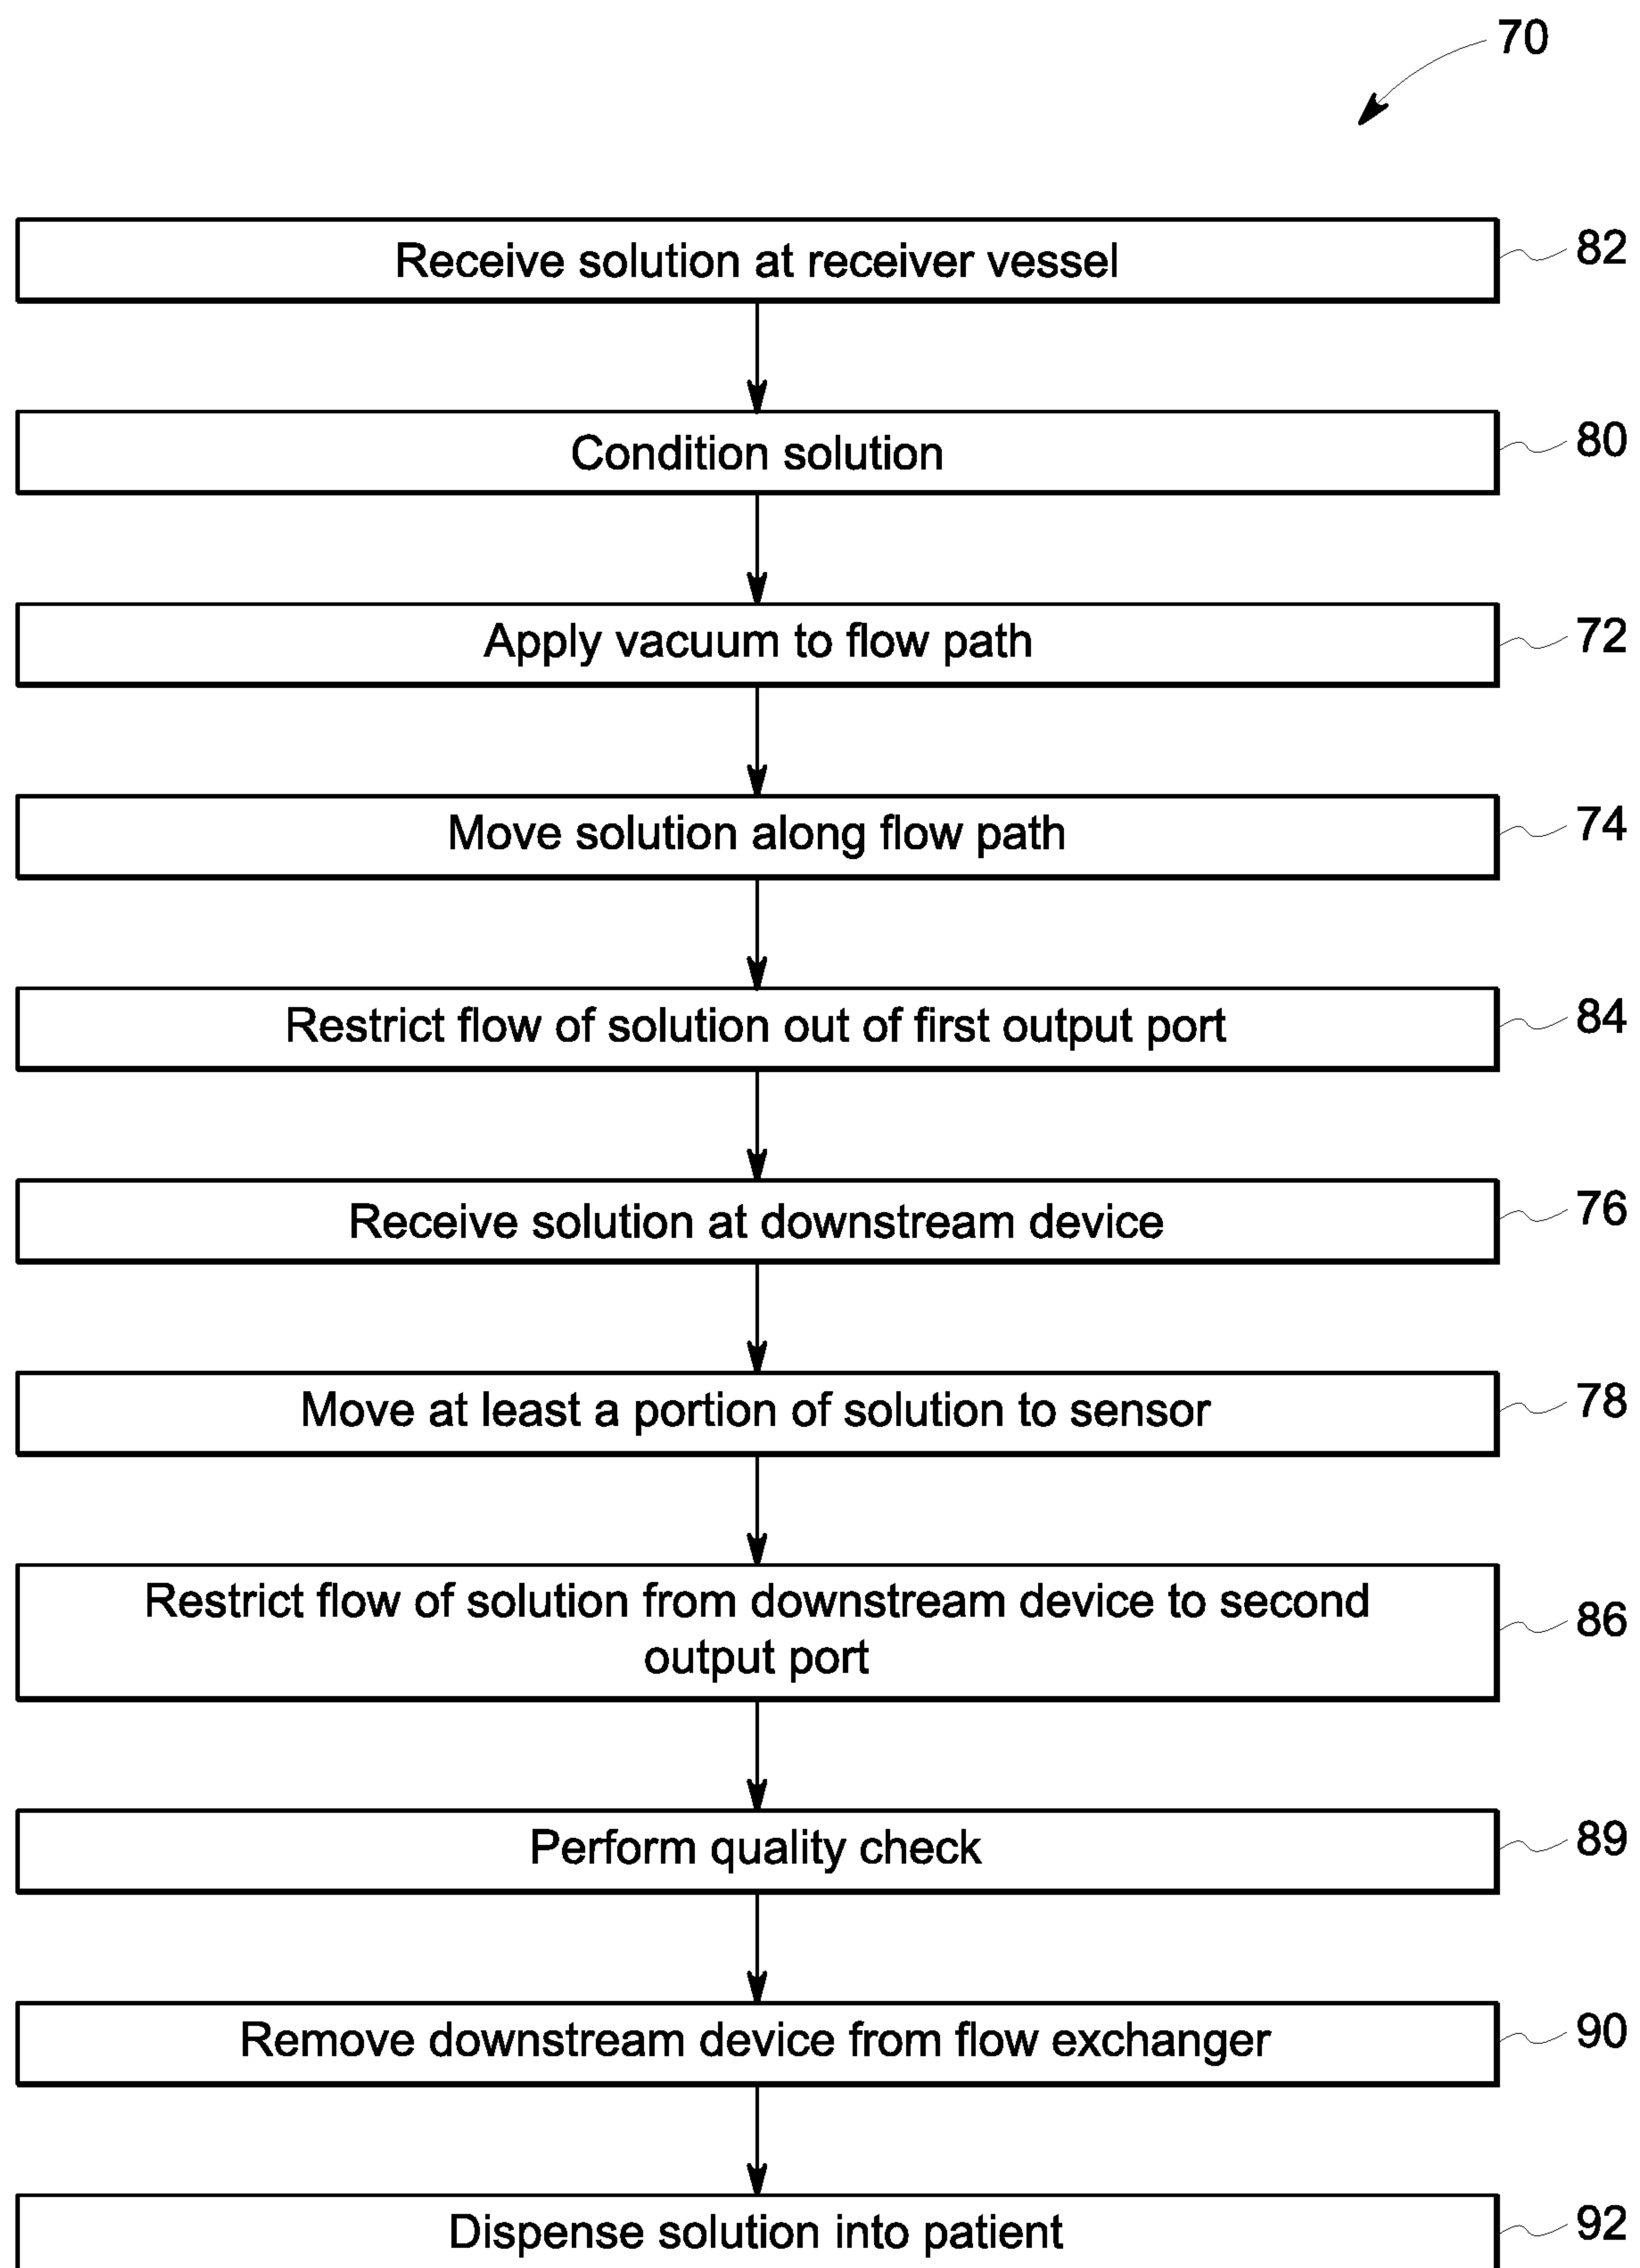 70
Receive solution at receiver vessel
82
Condition solution
80
Apply vacuum to flow path
72
Move solution along flow path
74
Restrict flow of solution out of first output port
84
Receive solution at downstream device
76
Move at least a portion of solution to sensor
78
Restrict flow of solution from downstream device to second
output port
86
Perform quality check
89
Remove downstream device from flow exchanger
90
Dispense solution into patient
92